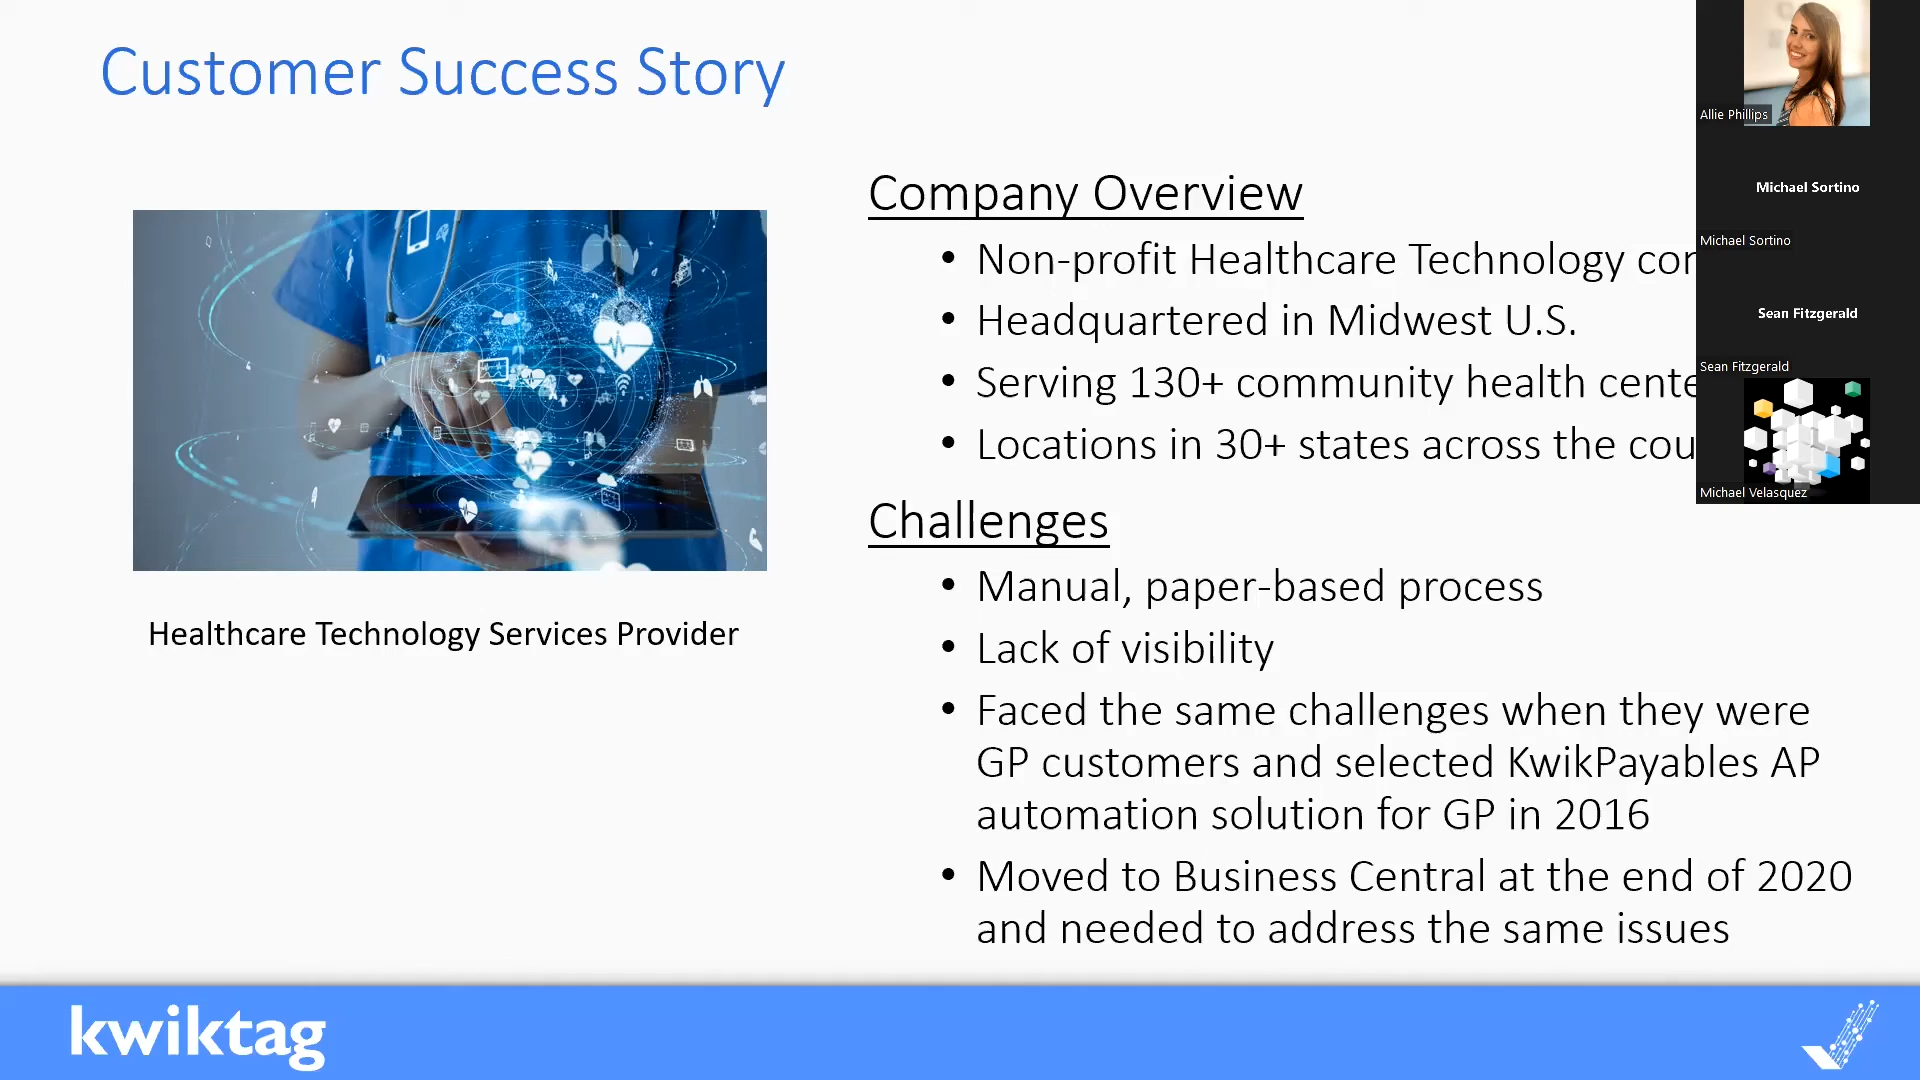 Customer Success Story
Company Overview
• Non-profit Healthcare Technology
• Headquartered in Midwest U.S.
• Serving 130+ community health
• Locations in 30+ states across the
Challenges
• Manual, paper-based process
• Lack of visibility
• Faced the same challenges when they were
GP customers and selected KwikPayables AP
automation solution for GP in 2016
• Moved to Business Central at the end of 2020
and needed to address the same issues
Healthcare Technology Services Provider
Allie Phillips
Michael Sortino
Michael Sortino
Sean Fitzgerald
Sean Fitzgerald
Michael Velasquez
kwiktag